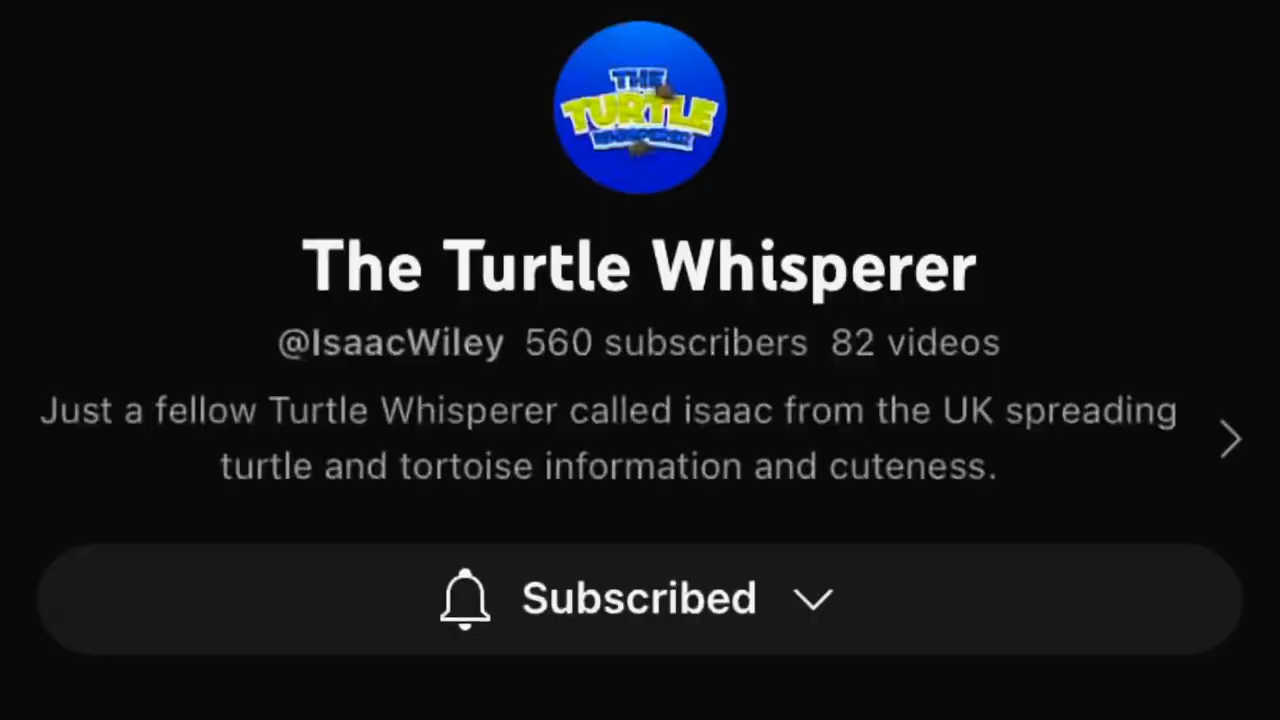 THE
TURTLE
WHISPERER
The Turtle Whisperer
@IsaacWiley 560 subscribers 82 videos
Just a fellow Turtle Whisperer called isaac from the UK spreading
turtle and tortoise information and cuteness.
Subscribed